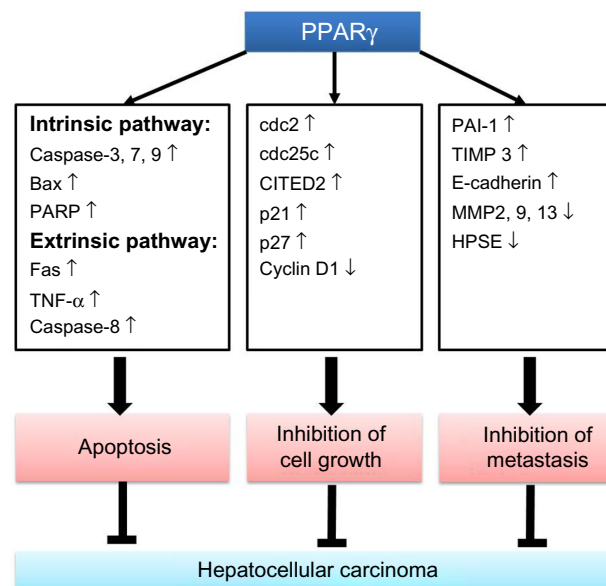 PPARγ
Intrinsic pathway:
Caspase-3, 7, 9 ↑
Bax ↑
PARP ↑
Extrinsic pathway:
Fas ↑
TNF-α ↑
Caspase-8 ↑
cdc2 ↑
cdc25c ↑
CITED2 ↑
p21 ↑
p27 ↑
Cyclin D1 ↓
PAI-1 ↑
TIMP 3 ↑
E-cadherin ↑
MMP2, 9, 13 ↓
HPSE ↓
Apoptosis
Inhibition of
cell growth
Inhibition of
metastasis
Hepatocellular carcinoma